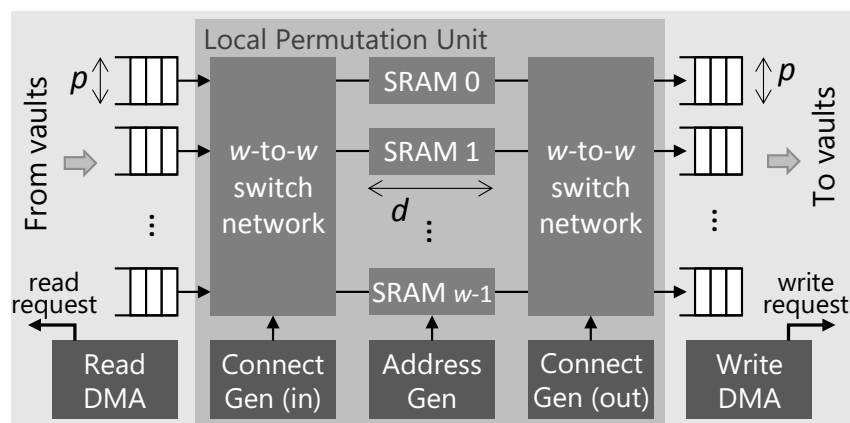 Local Permutation Unit
From vaults
p
w-to-w
switch
network
SRAM 0
SRAM 1
d
...
SRAM w-1
w-to-w
switch
network
p
To vaults
...
...
read
request
write
request
Read
DMA
Connect
Gen (in)
Address
Gen
Connect
Gen (out)
Write
DMA